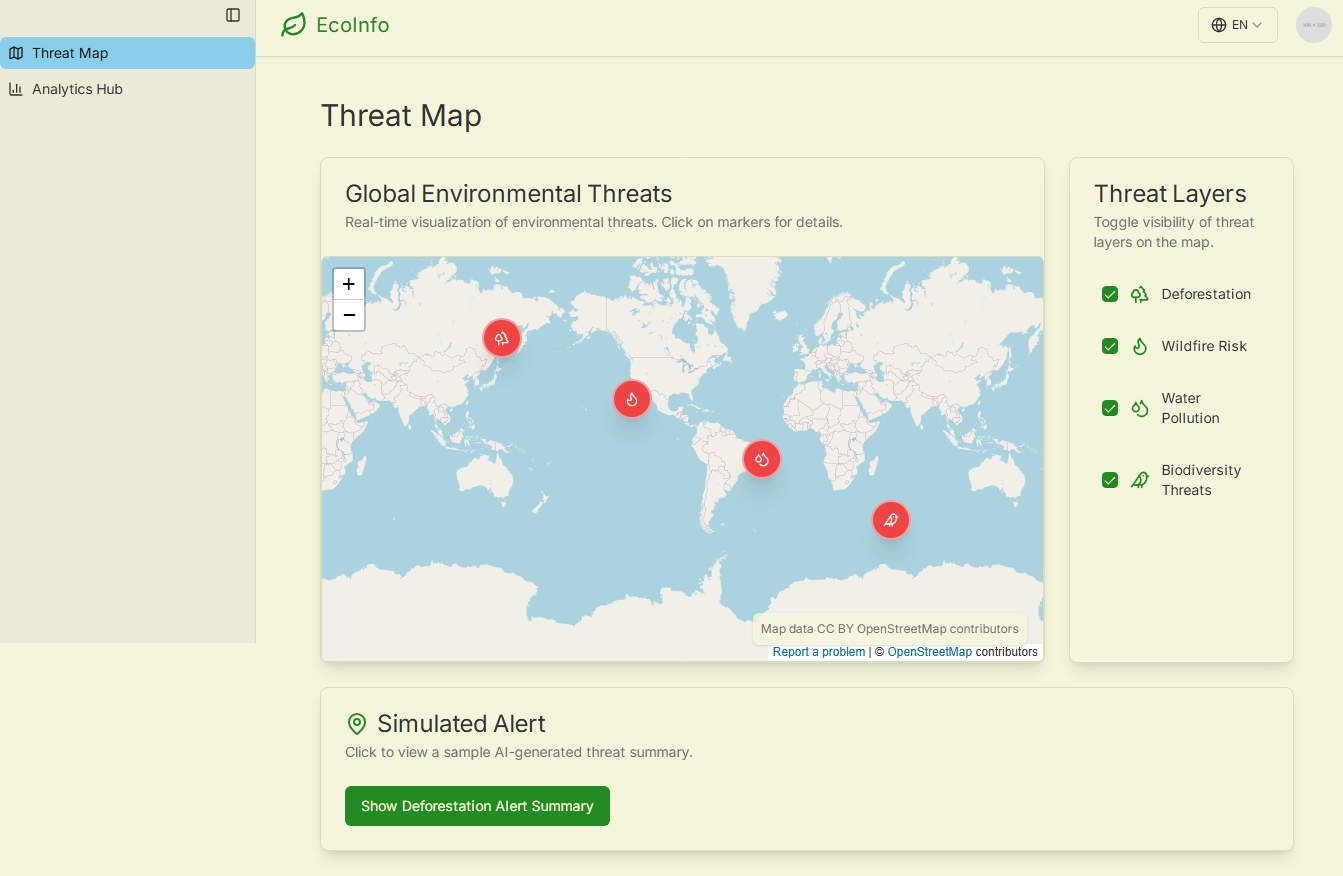 Threat Map
Analytics Hub
EcoInfo
EN
Threat Map
Global Environmental Threats
Real-time visualization of environmental threats. Click on markers for details.
+
−
Map data CC BY OpenStreetMap contributors
Report a problem | © OpenStreetMap contributors
Threat Layers
Toggle visibility of threat
layers on the map.
Deforestation
Wildfire Risk
Water
Pollution
Biodiversity
Threats
Simulated Alert
Click to view a sample AI-generated threat summary.
Show Deforestation Alert Summary